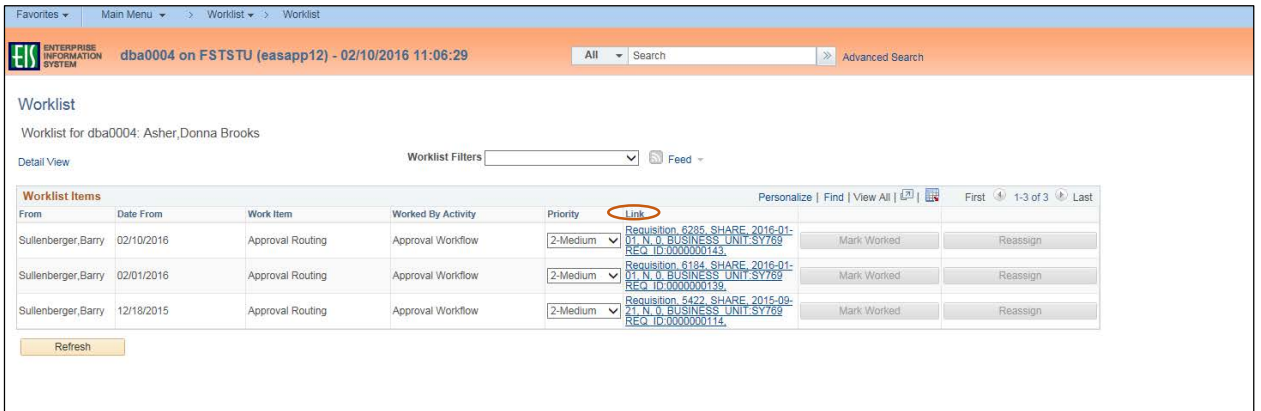 Favorites Main Menu > Worklist > Worklist
EIS ENTERPRISE INFORMATION SYSTEM
dba0004 on FSTSTU (easapp12) - 02/10/2016 11:06:29
All Search » Advanced Search
Worklist
Worklist for dba0004: Asher,Donna Brooks
Detail View Worklist Filters Feed
Worklist Items Personalize | Find | View All | First 1-3 of 3 Last
From Date From Work Item Worked By Activity Priority Link
Sullenberger,Barry 02/10/2016 Approval Routing Approval Workflow 2-Medium
Requisition, 6285, SHARE, 2016-01-
01, N, 0, BUSINESS_UNIT:SY769
REQ_ID:0000000143,
Mark Worked Reassign
Sullenberger,Barry 02/01/2016 Approval Routing Approval Workflow 2-Medium
Requisition, 6184, SHARE, 2016-01-
01, N, 0, BUSINESS_UNIT:SY769
REQ_ID:0000000139,
Mark Worked Reassign
Sullenberger,Barry 12/18/2015 Approval Routing Approval Workflow 2-Medium
Requisition, 5422, SHARE, 2015-09-
21, N, 0, BUSINESS_UNIT:SY769
REQ_ID:0000000114,
Mark Worked Reassign
Refresh